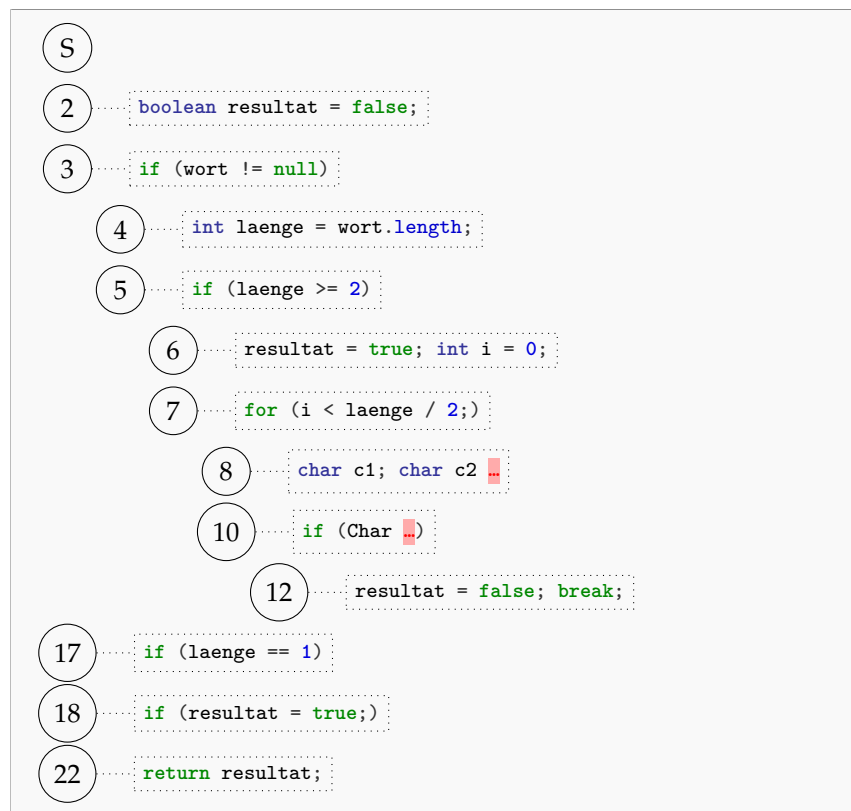 S
2 boolean resultat = false;
3 if (wort != null)
4 int laenge = wort.length;
5 if (laenge >= 2)
6 resultat = true; int i = 0;
7 for (i < laenge / 2;)
8 char c1; char c2 …
10 if (Char …)
12 resultat = false; break;
17 if (laenge == 1)
18 if (resultat = true;)
22 return resultat;